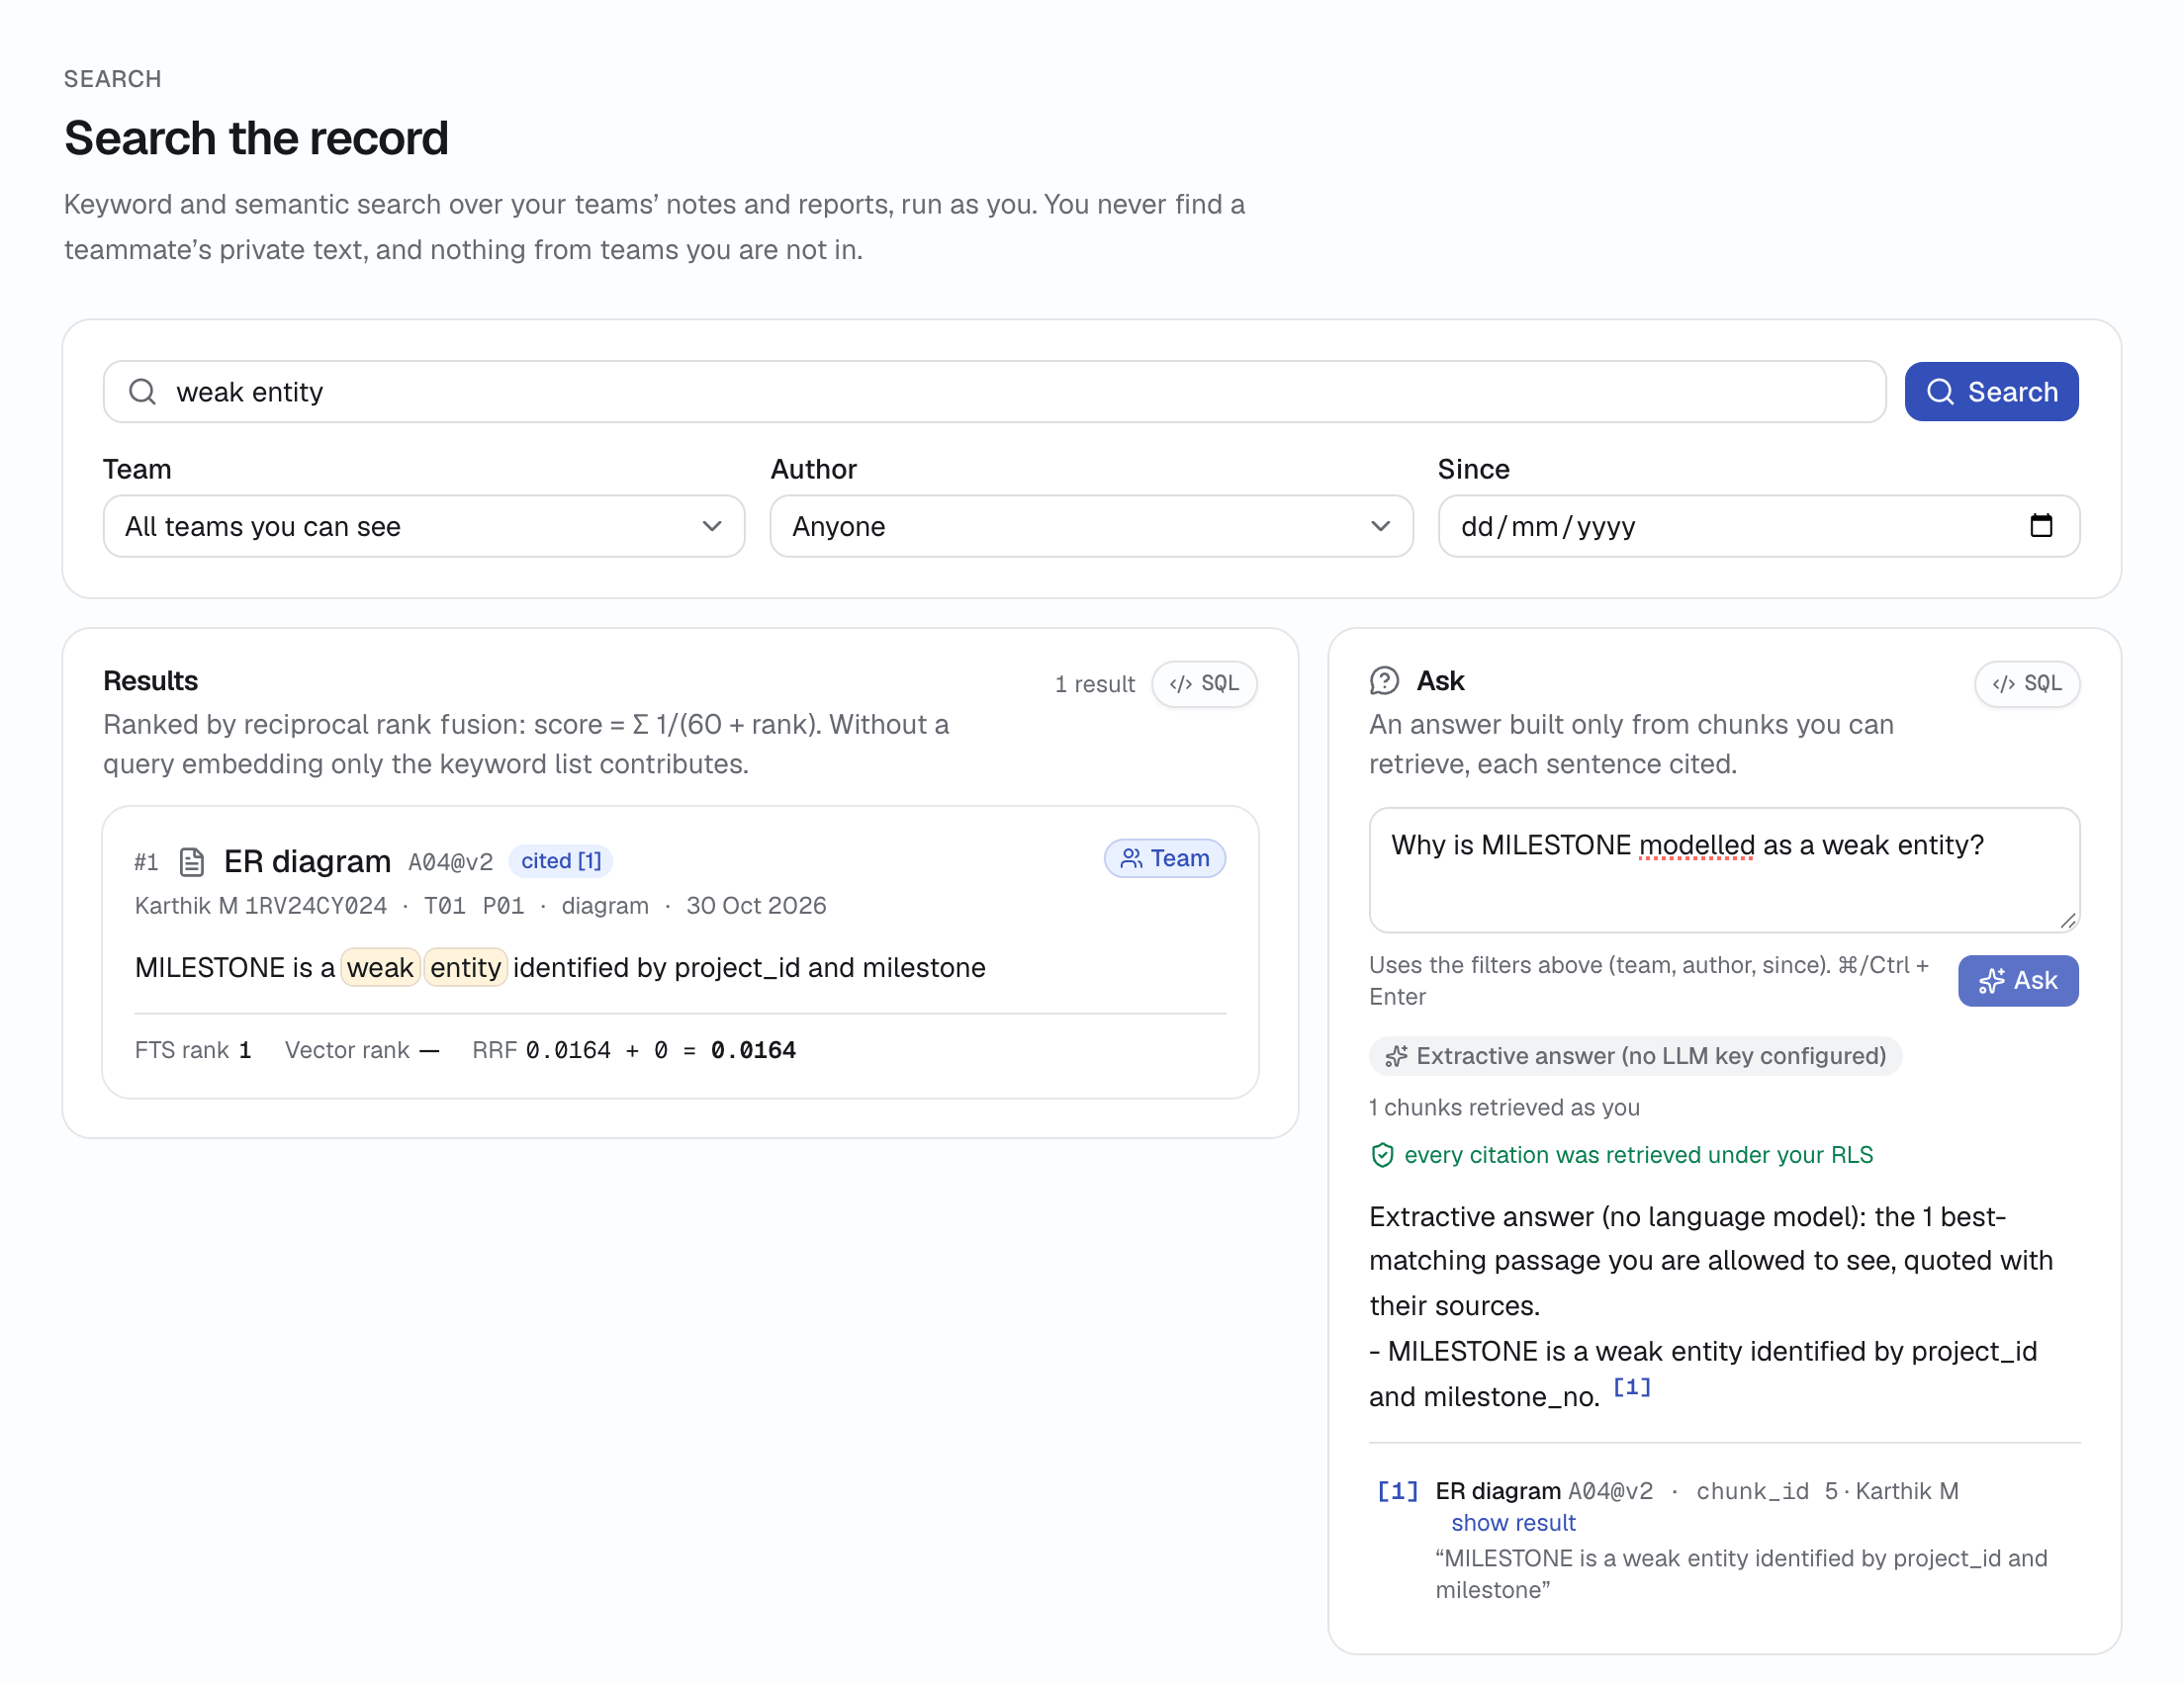 SEARCH
Search the record
Keyword and semantic search over your teams’ notes and reports, run as you. You never find a
teammate’s private text, and nothing from teams you are not in.
weak entity
Search
Team
Author
Since
All teams you can see
Anyone
dd/mm/yyyy
Results
1 result
</> SQL
Ranked by reciprocal rank fusion: score = Σ 1/(60 + rank). Without a
query embedding only the keyword list contributes.
#1 ER diagram A04@v2 cited [1]
Team
Karthik M 1RV24CY024 · T01 P01 · diagram · 30 Oct 2026
MILESTONE is a weak entity identified by project_id and milestone
FTS rank 1 Vector rank — RRF 0.0164 + 0 = 0.0164
Ask
</> SQL
An answer built only from chunks you can
retrieve, each sentence cited.
Why is MILESTONE modelled as a weak entity?
Uses the filters above (team, author, since). ⌘/Ctrl +
Enter
Ask
Extractive answer (no LLM key configured)
1 chunks retrieved as you
every citation was retrieved under your RLS
Extractive answer (no language model): the 1 best-
matching passage you are allowed to see, quoted with
their sources.
- MILESTONE is a weak entity identified by project_id
and milestone_no. [1]
[1] ER diagram A04@v2 · chunk_id 5 · Karthik M
show result
“MILESTONE is a weak entity identified by project_id and
milestone”